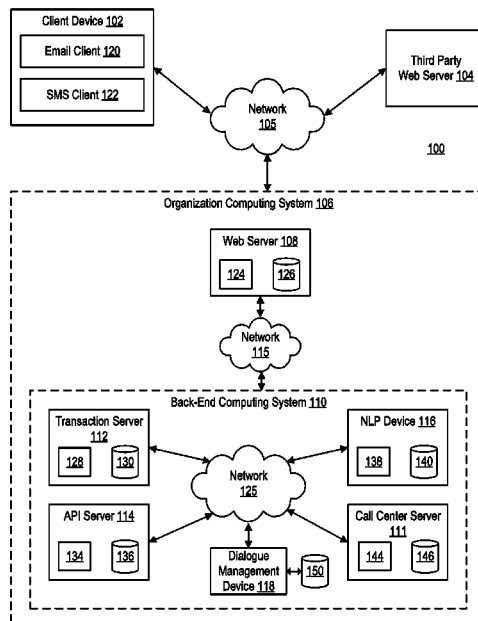 Client Device 102
Email Client 120
SMS Client 122
Third Party
Web Server 104
Network
105
100
Organization Computing System 106
Web Server 108
124
126
Network
115
Back-End Computing System 110
Transaction Server
112
128
130
NLP Device 116
138
140
Network
125
API Server 114
134
136
Call Center Server
111
144
146
Dialogue
Management
Device 118
150